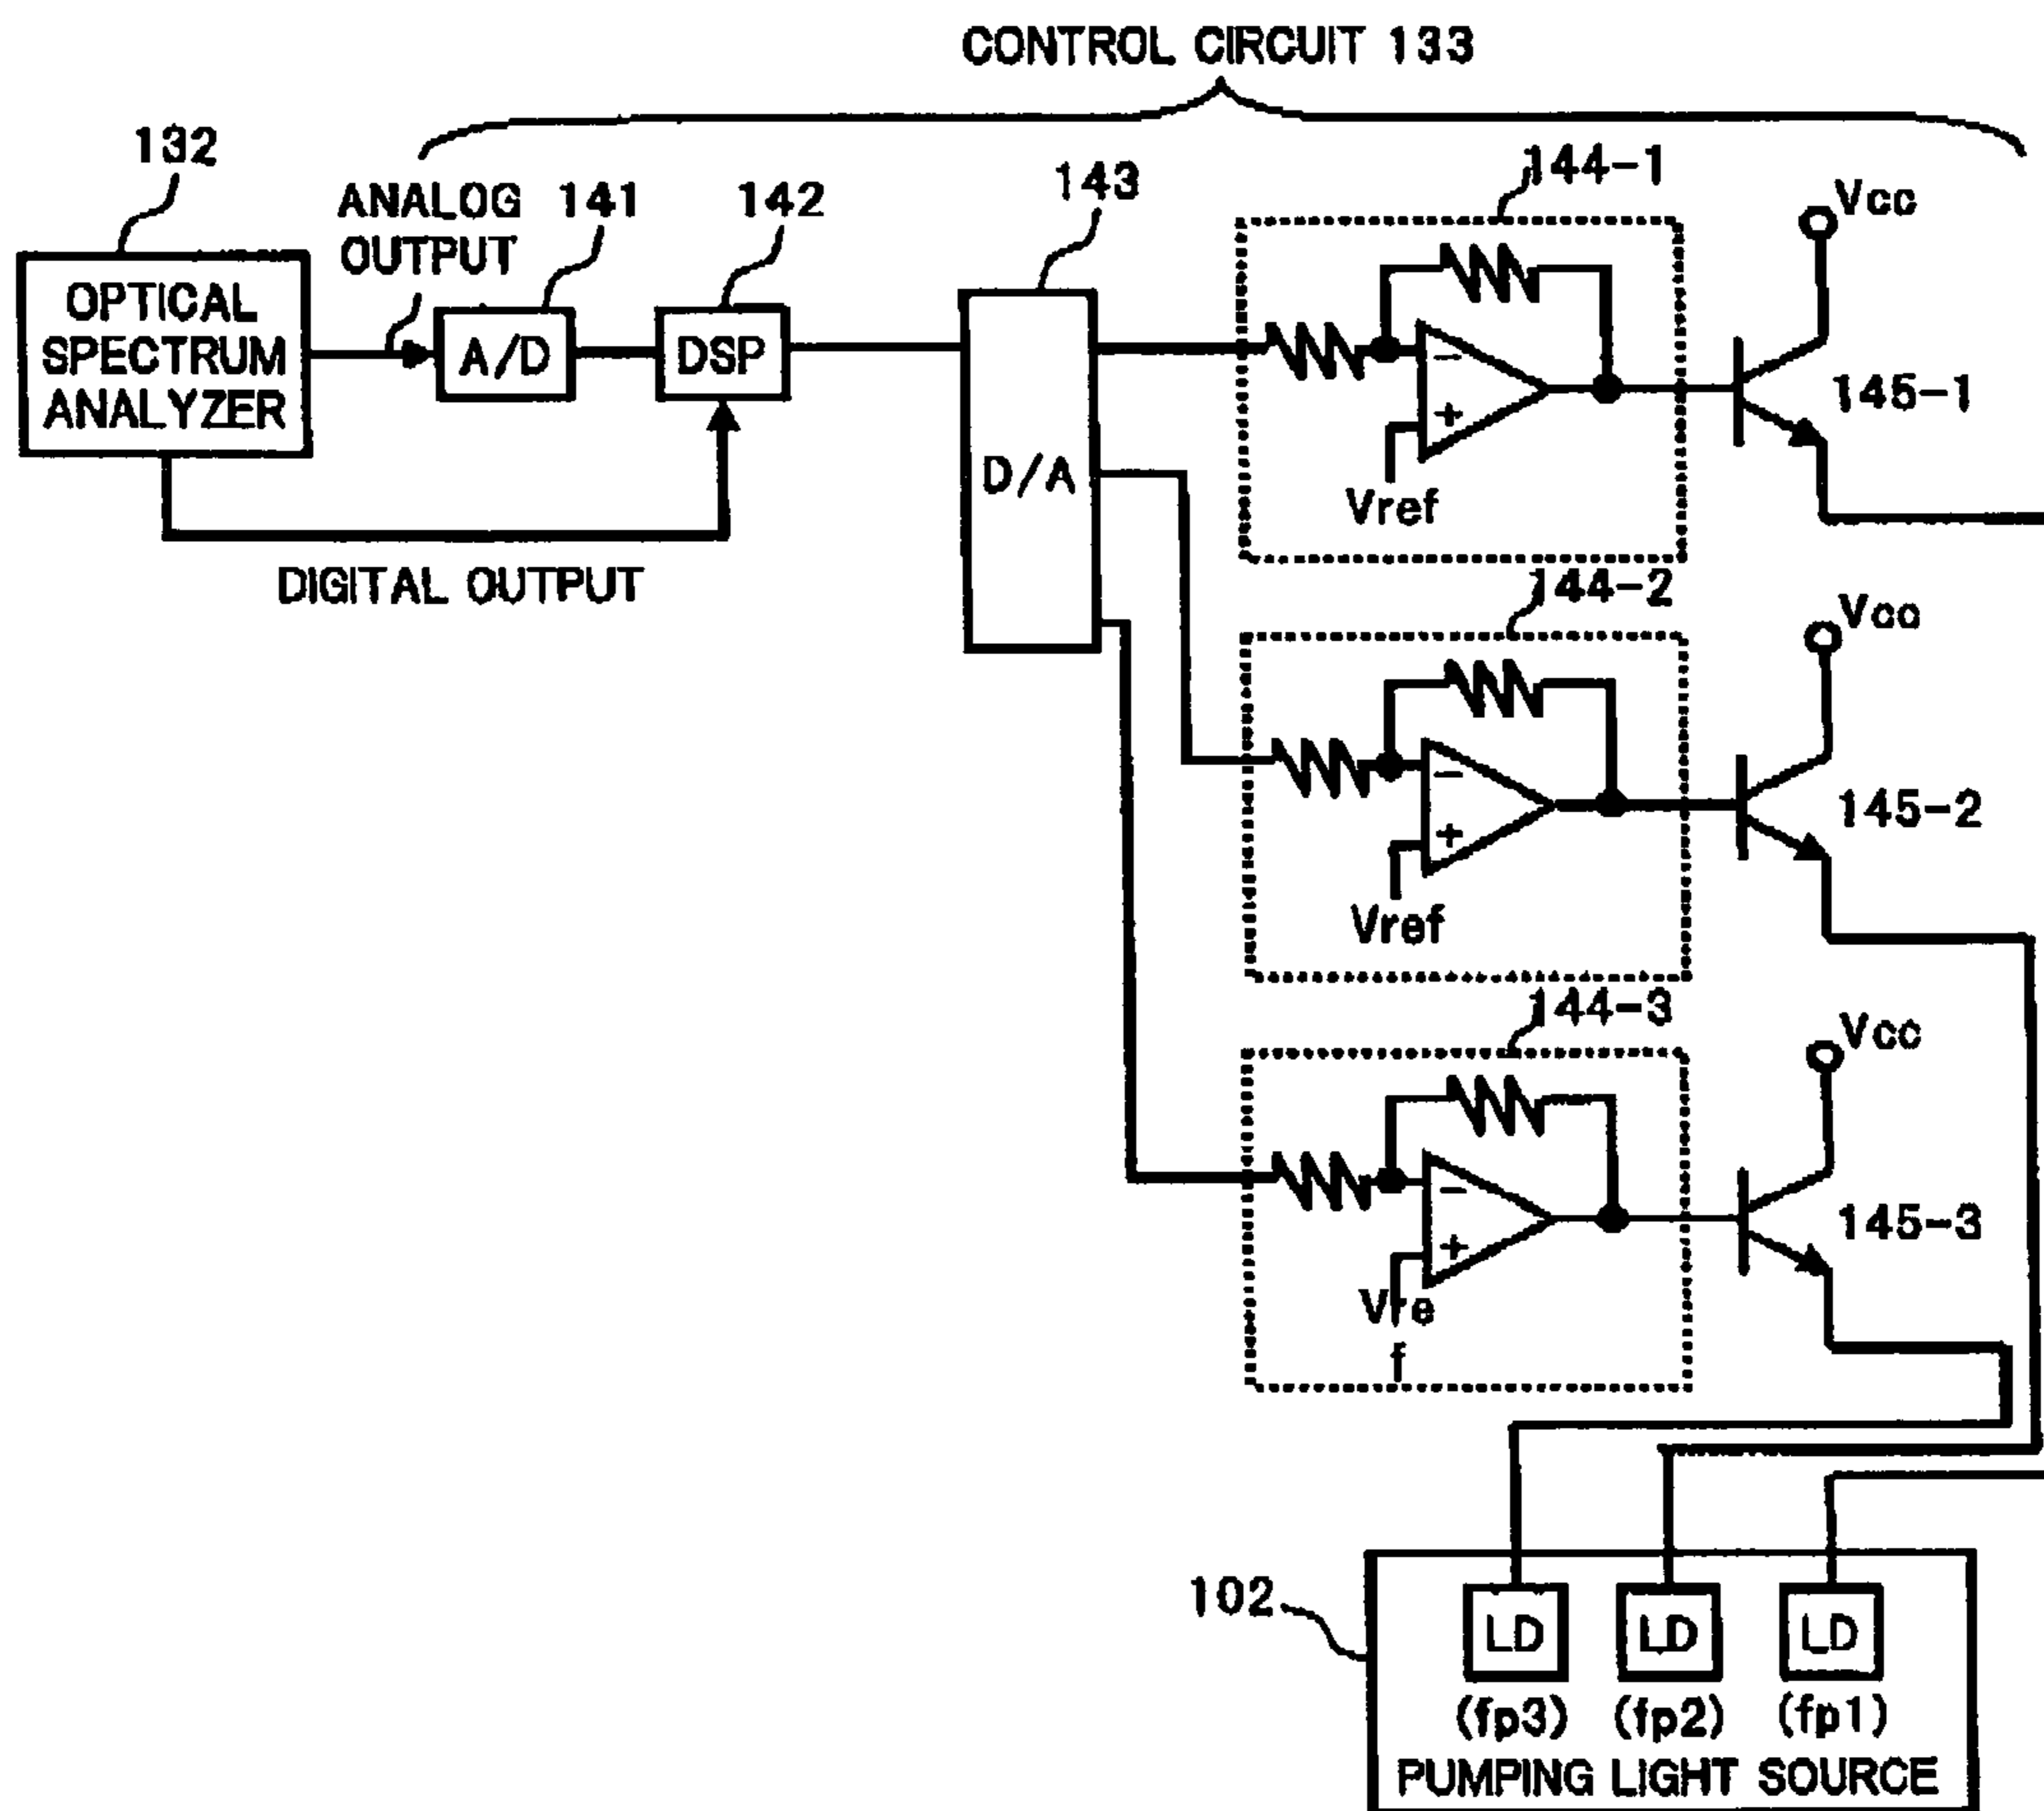 CONTROL CIRCUIT 133
132
ANALOG
OUTPUT
141
142
143
144-1
Vcc
OPTICAL
SPECTRUM
ANALYZER
A/D
DSP
D/A
-
+
Vref
145-1
DIGITAL OUTPUT
144-2
Vcc
-
+
Vref
145-2
144-3
Vcc
-
+
Vre
f
145-3
102
LD
LD
LD
(fp3)
(fp2)
(fp1)
PUMPING LIGHT SOURCE